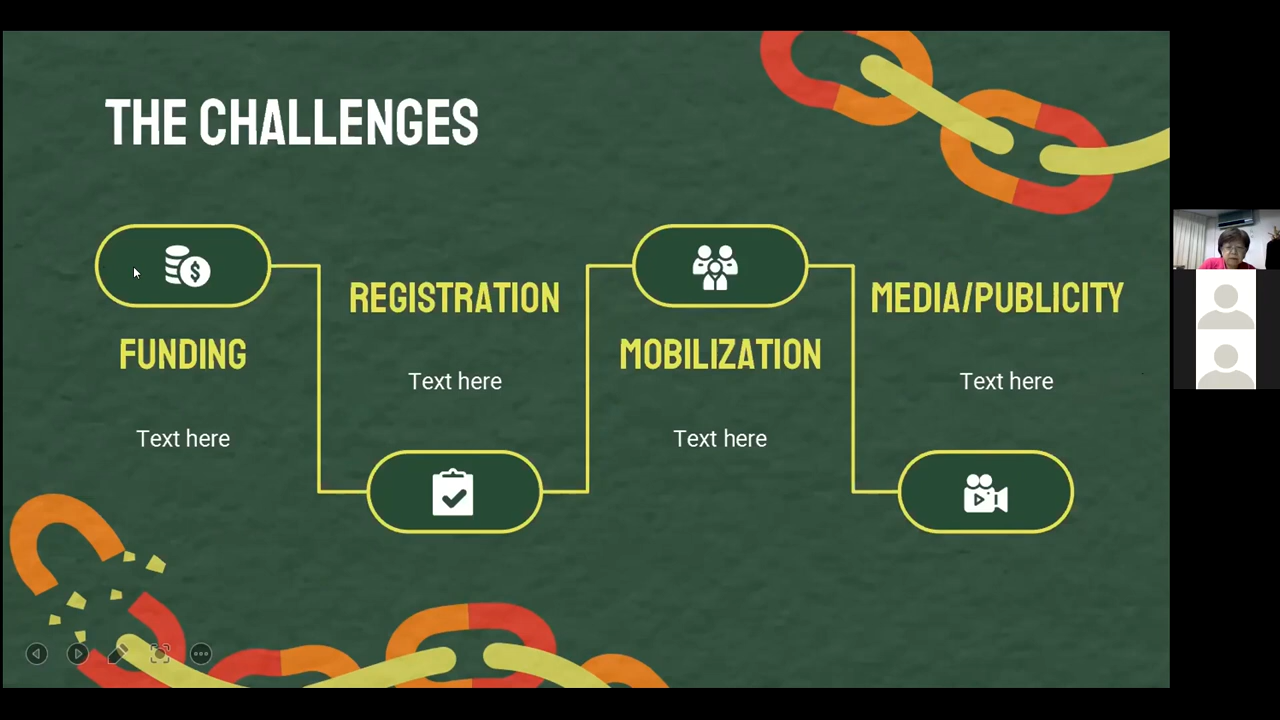 THE CHALLENGES
FUNDING
Text here
REGISTRATION
Text here
MOBILIZATION
Text here
MEDIA/PUBLICITY
Text here